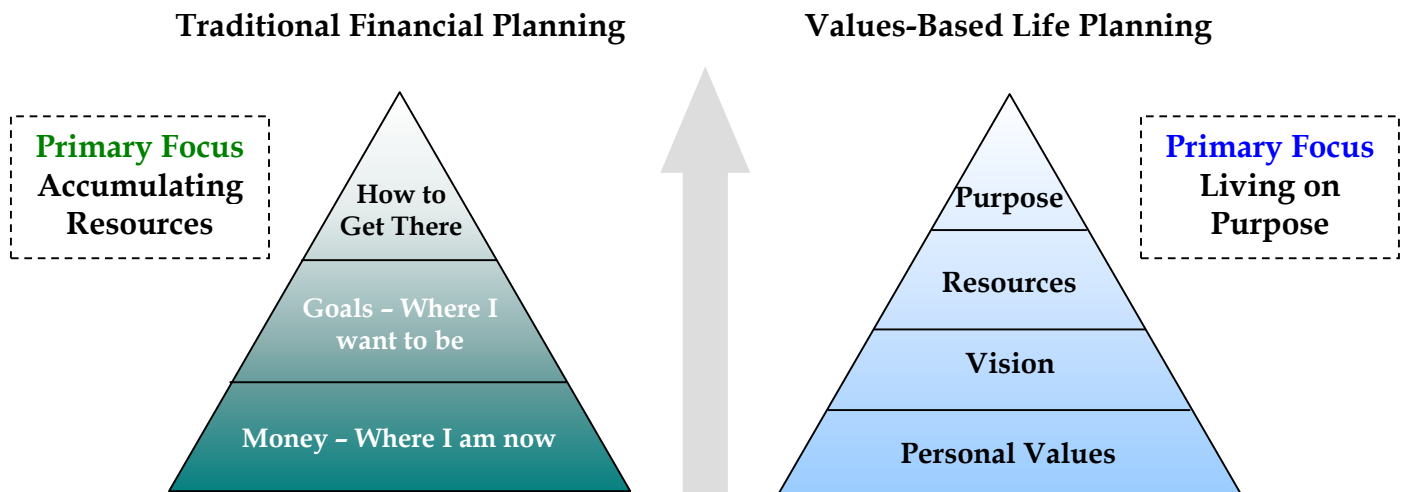 Traditional Financial Planning
Values-Based Life Planning
Primary Focus
Accumulating
Resources
How to
Get There
Goals – Where I
want to be
Money – Where I am now
Purpose
Resources
Vision
Personal Values
Primary Focus
Living on
Purpose